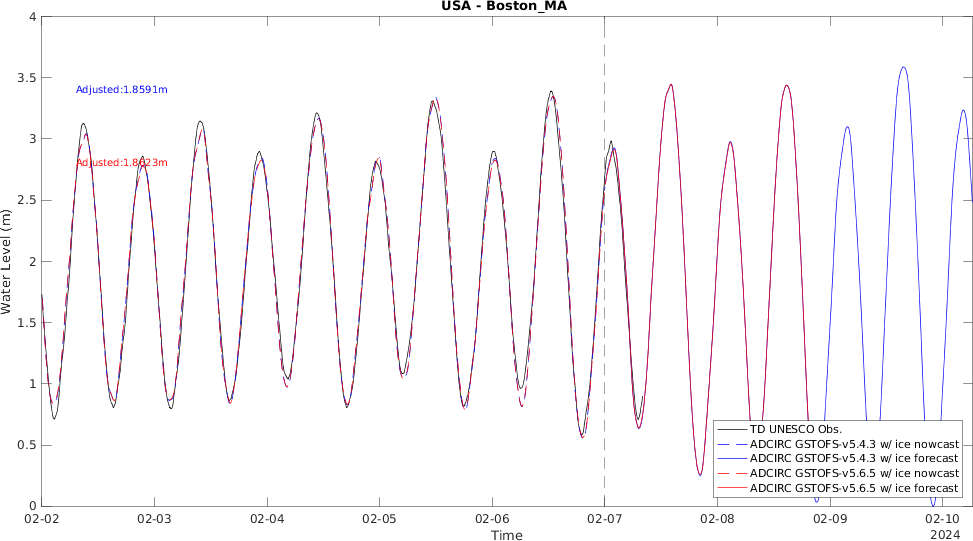 USA - Boston_MA
4
3.5
3
2.5
2
1.5
1
0.5
0
Water Level (m)
Adjusted:1.8591m
Adjusted:1.8623m
TD UNESCO Obs.
ADCIRC GSTOFS-v5.4.3 w/ ice nowcast
ADCIRC GSTOFS-v5.4.3 w/ ice forecast
ADCIRC GSTOFS-v5.6.5 w/ ice nowcast
ADCIRC GSTOFS-v5.6.5 w/ ice forecast
02-02 02-03 02-04 02-05 02-06 02-07 02-08 02-09 02-10
Time
2024